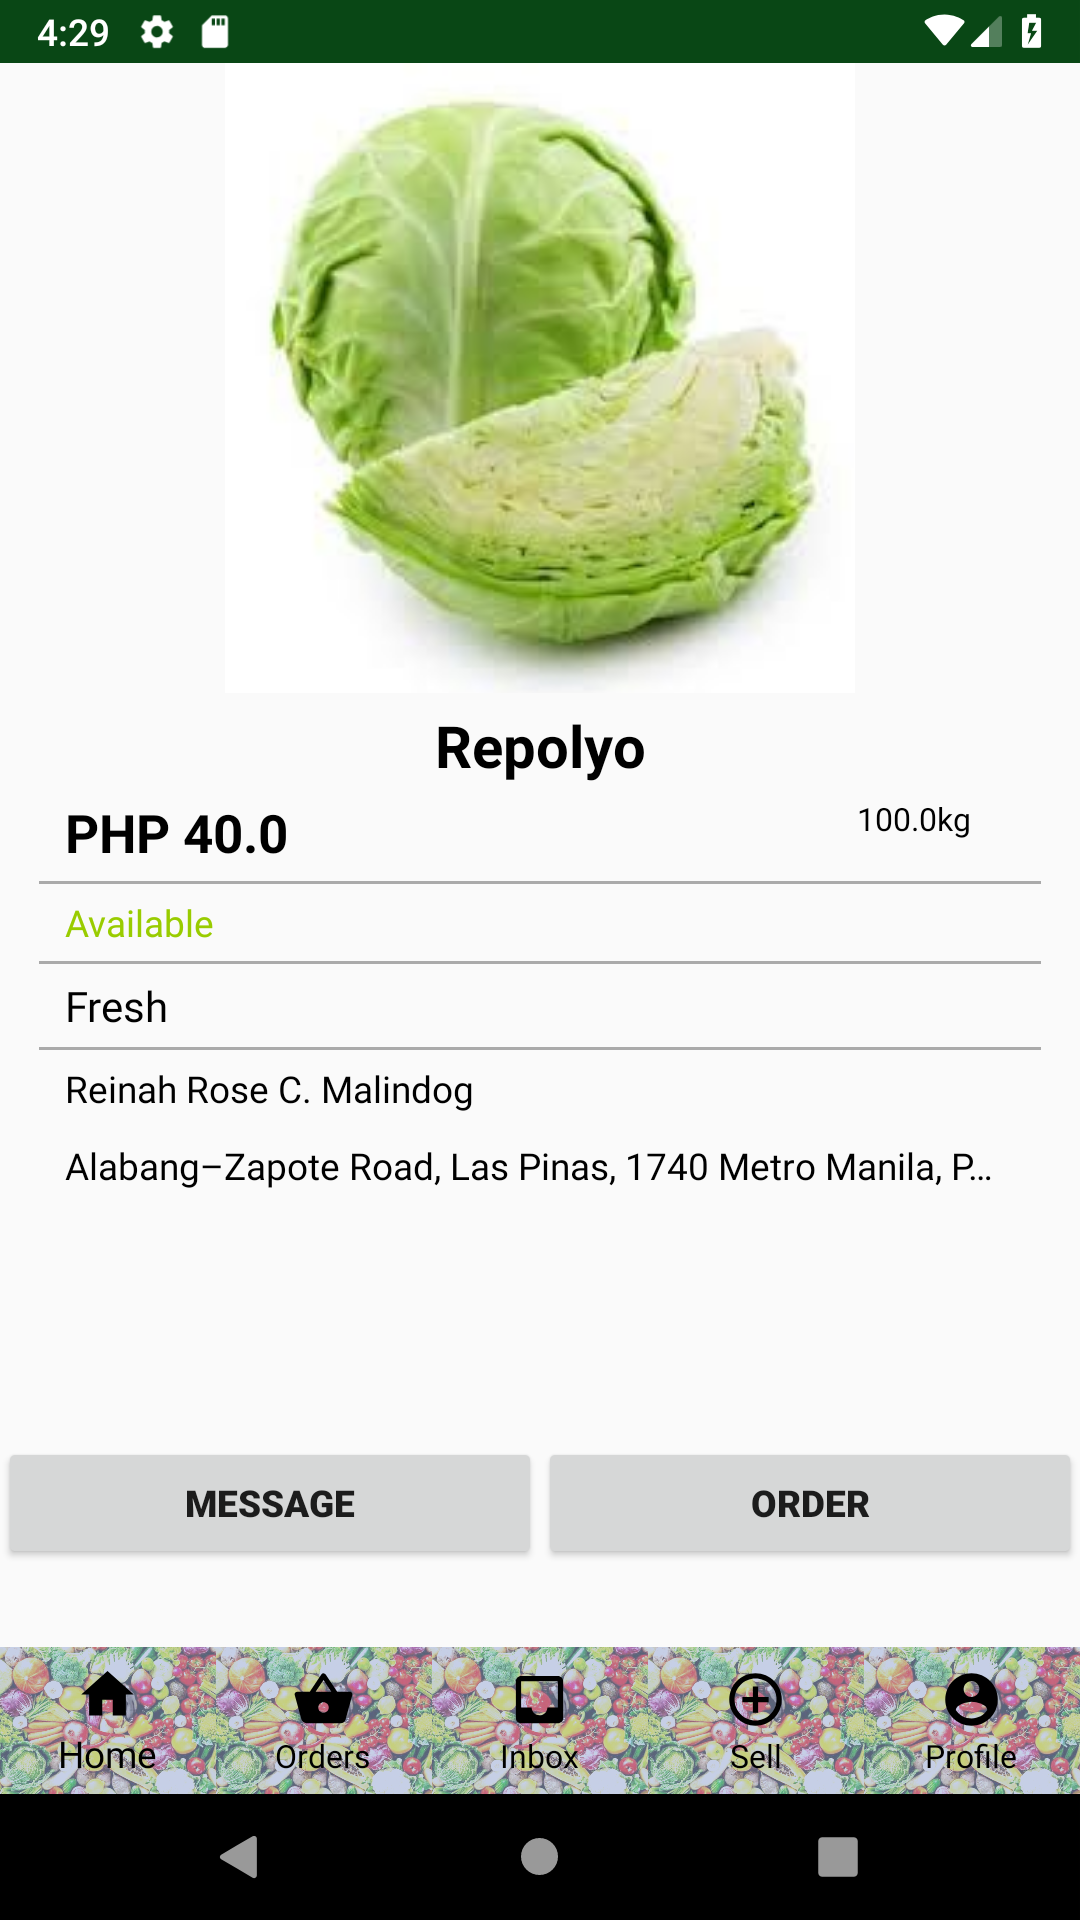 4:29
Repolyo
PHP 40.0
100.0kg
Available
Fresh
Reinah Rose C. Malindog
Alabang–Zapote Road, Las Pinas, 1740 Metro Manila, P...
MESSAGE
ORDER
Home
Orders
Inbox
Sell
Profile